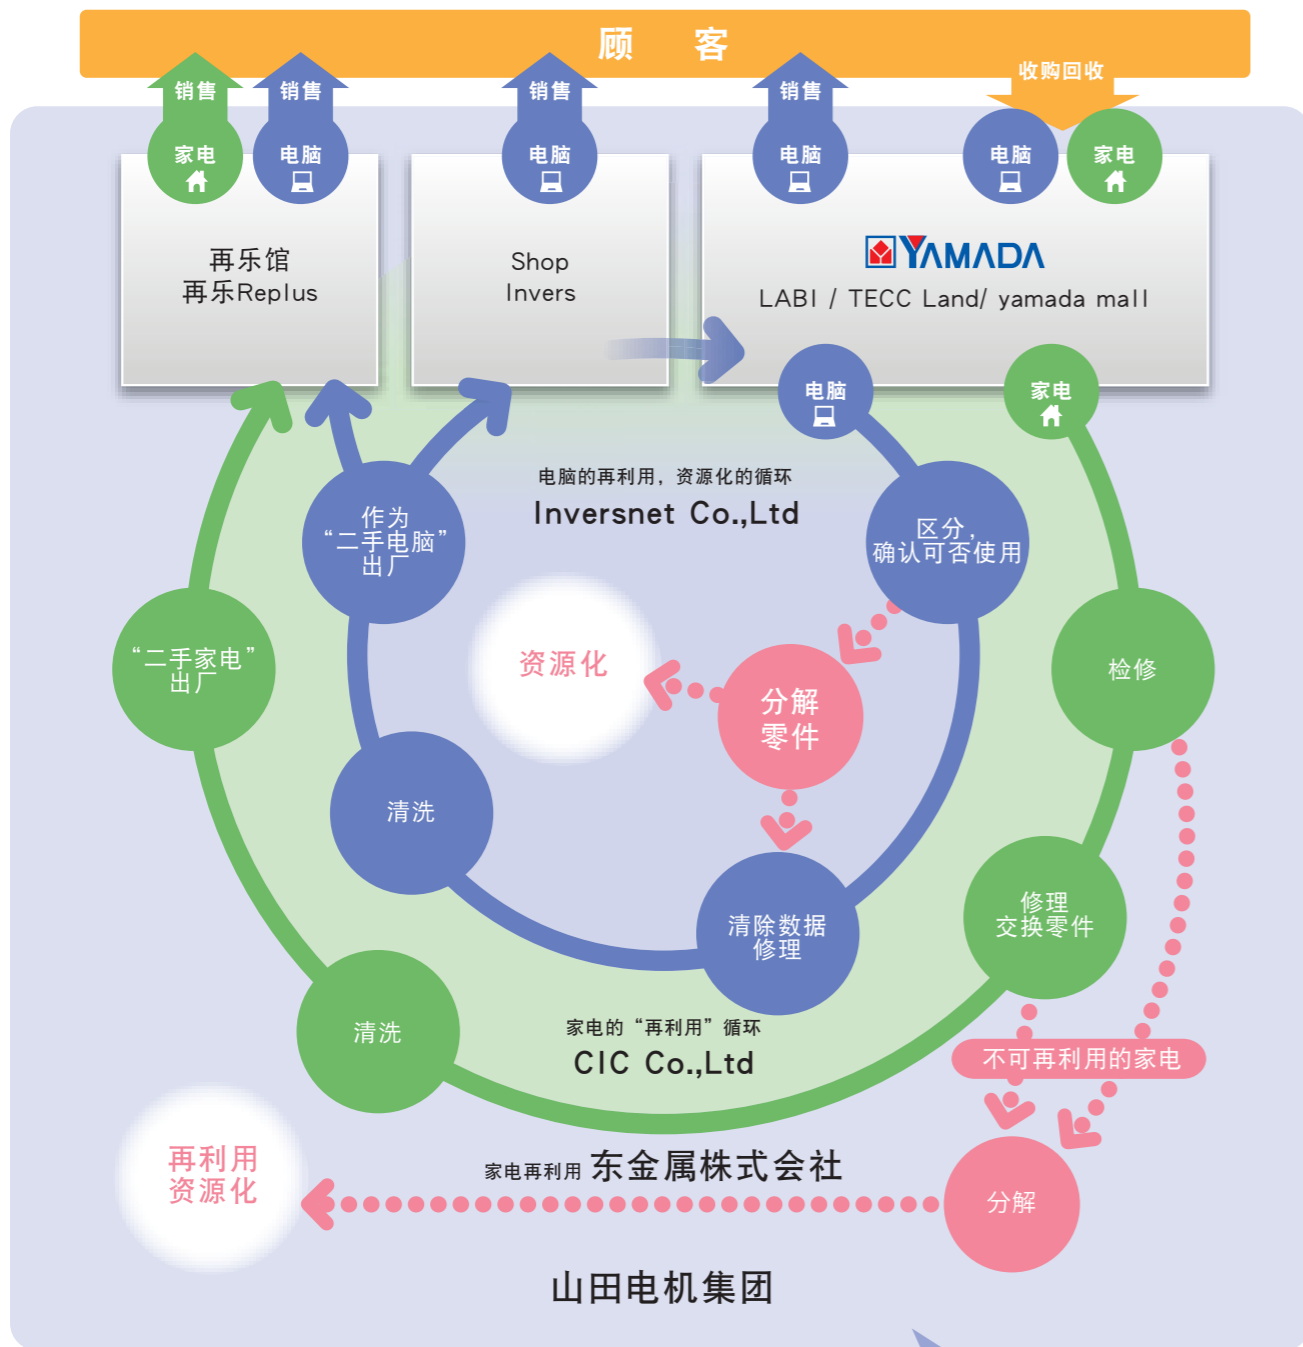 顾 客
销售
销售
销售
销售
收购回收
家电
电脑
电脑
电脑
电脑
家电
再乐馆
再乐Replus
Shop
Invers
YAMADA
LABI / TECC Land/ yamada mall
电脑
家电
电脑的再利用，资源化的循环
Inversnet Co.,Ltd
作为
“二手电脑”
出厂
区分，
确认可否使用
“二手家电”
出厂
资源化
分解
零件
检修
清洗
清除数据
修理
修理
交换零件
清洗
家电的“再利用”循环
CIC Co.,Ltd
不可再利用的家电
再利用
资源化
家电再利用 东金属株式会社
分解
山田电机集团